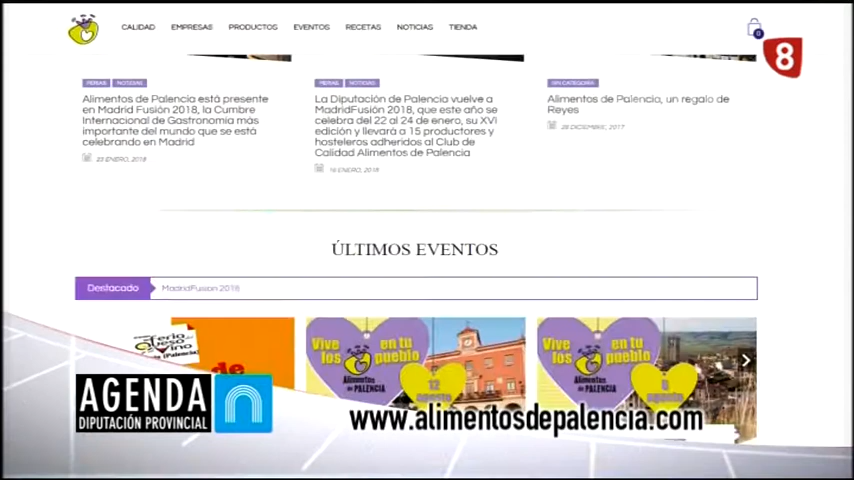 CALIDAD EMPRESAS PRODUCTOS EVENTOS RECETAS NOTICIAS TIENDA
0
8
FERIAS NOTICIAS
Alimentos de Palencia está presente
en Madrid Fusión 2018, la Cumbre
Internacional de Gastronomía más
importante del mundo que se está
celebrando en Madrid
23 ENERO, 2018
FERIAS NOTICIAS
La Diputación de Palencia vuelve a
MadridFusión 2018, que este año se
celebra del 22 al 24 de enero, su XVI
edición y llevará a 15 productores y
hosteleros adheridos al Club de
Calidad Alimentos de Palencia
16 ENERO, 2018
SIN CATEGORÍA
Alimentos de Palencia, un regalo de
Reyes
28 DICIEMBRE, 2017
ÚLTIMOS EVENTOS
Destacado MadridFusion 2018
feria
queso
vino
(Palencia)
de
Vive en tu
los pueblo
Alimentos
de PALENCIA
12
agosto
Vive en tu
los pueblo
Alimentos
de PALENCIA
agosto
AGENDA
DIPUTACIÓN PROVINCIAL
www.alimentosdepalencia.com